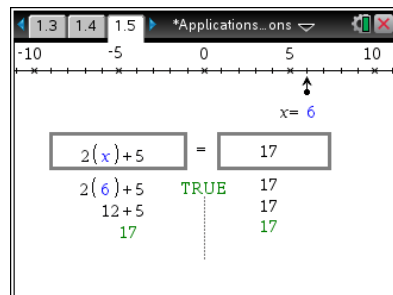 1.3 1.4 1.5 *Applications...ons
-10 -5 0 5 10
x= 6
2(x)+5 = 17
2(6)+5 TRUE 17
12+5 17
17 17